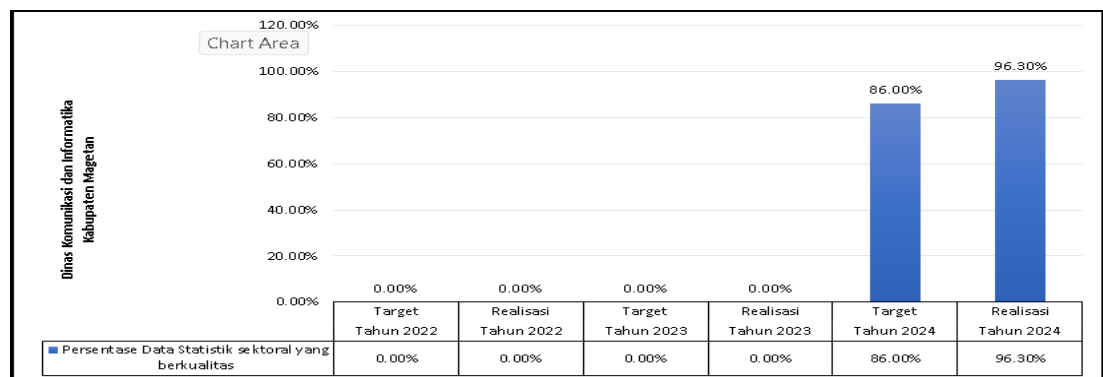 120.00%
Chart Area
100.00%
80.00%
60.00%
40.00%
20.00%
0.00%
Dinas Komunikasi dan Informatika
Kabupaten Magetan
0.00% 0.00% 0.00% 0.00% 86.00% 96.30%
Target Realisasi Target Realisasi Target Realisasi
Tahun 2022 Tahun 2022 Tahun 2023 Tahun 2023 Tahun 2024 Tahun 2024
Persentase Data Statistik sektoral yang
berkualitas
0.00% 0.00% 0.00% 0.00% 86.00% 96.30%